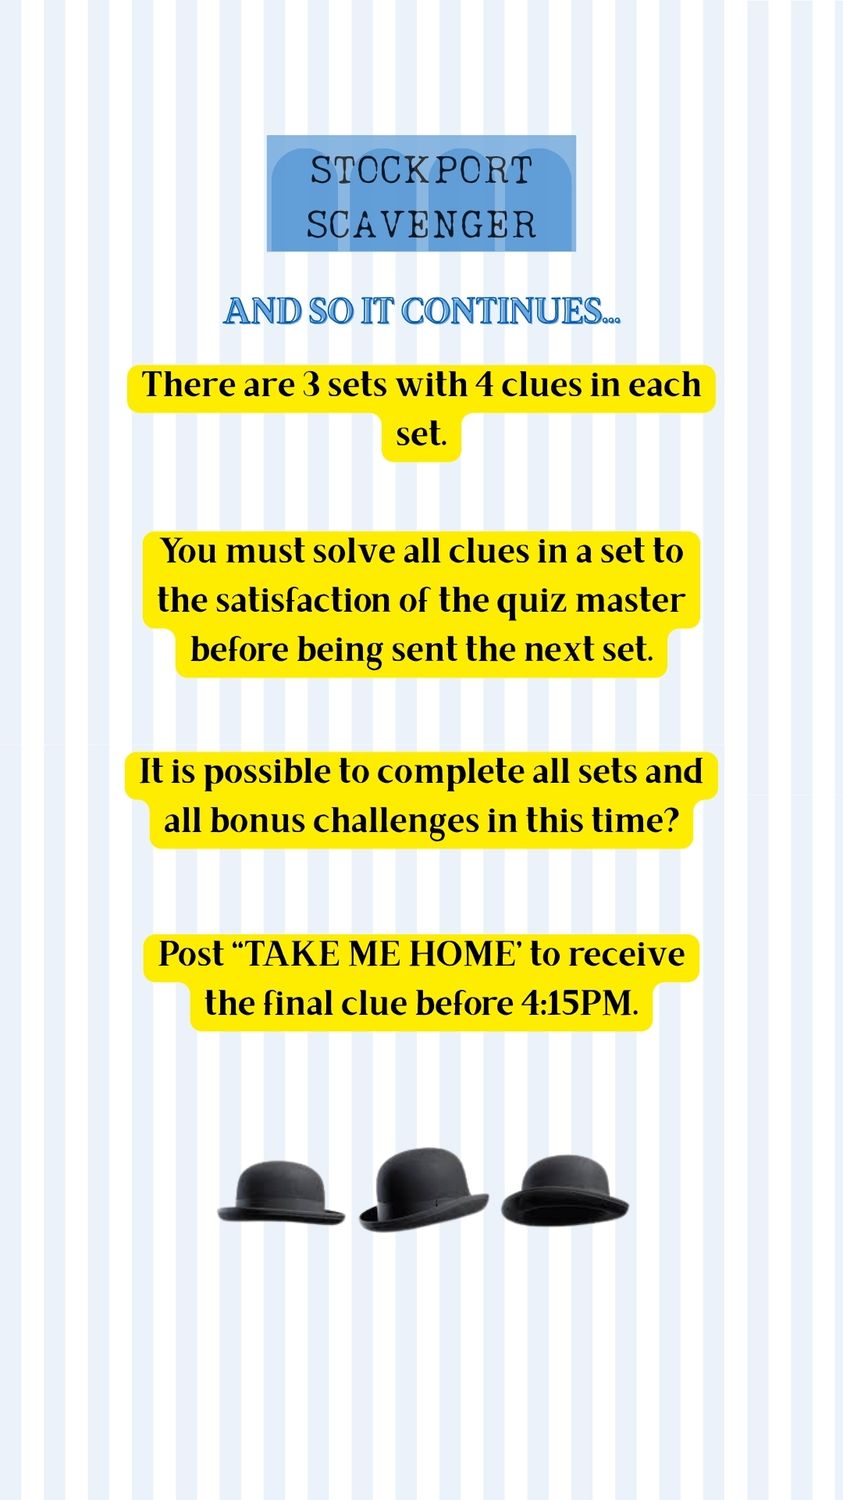 STOCKPORT
SCAVENGER
AND SO IT CONTINUES...
There are 3 sets with 4 clues in each
set.
You must solve all clues in a set to
the satisfaction of the quiz master
before being sent the next set.
It is possible to complete all sets and
all bonus challenges in this time?
Post “TAKE ME HOME’ to receive
the final clue before 4:15PM.